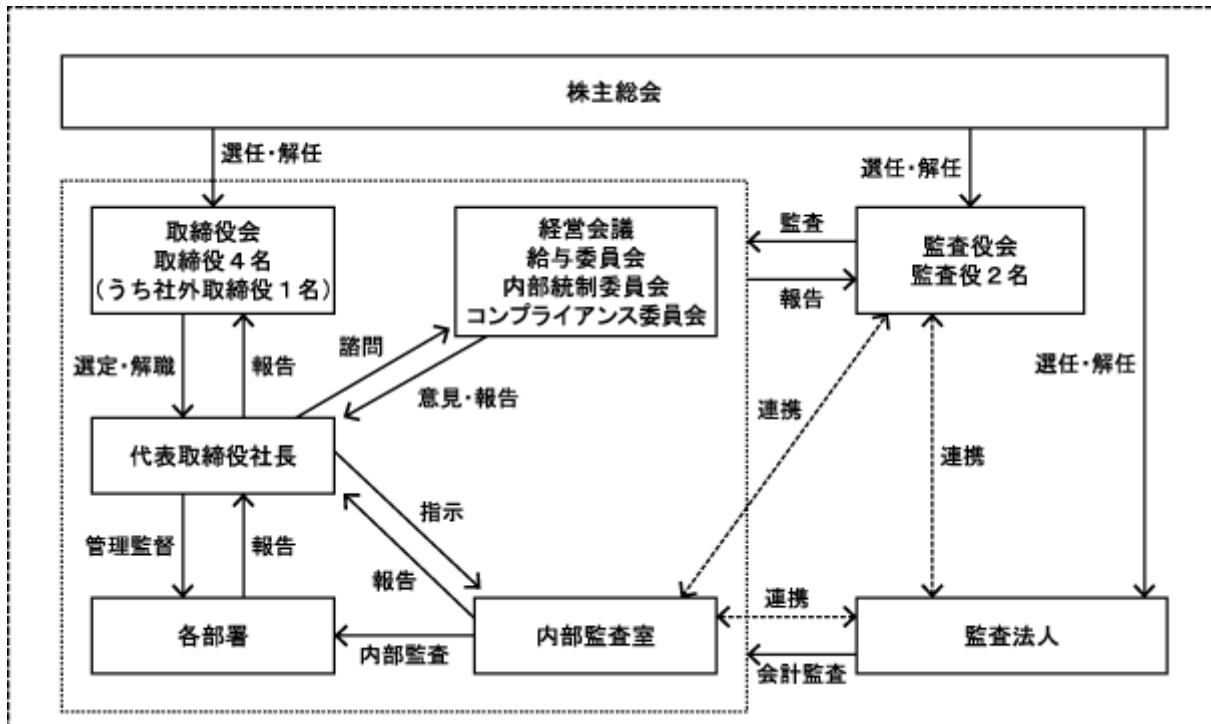 株主総会
選任・解任
選任・解任
取締役会
取締役4名
(うち社外取締役1名)
経営会議
給与委員会
内部統制委員会
コンプライアンス委員会
監査
報告
監査役会
監査役2名
選定・解職
報告
諮問
意見・報告
連携
連携
選任・解任
代表取締役社長
指示
報告
管理監督
報告
各部署
内部監査
内部監査室
連携
会計監査
監査法人